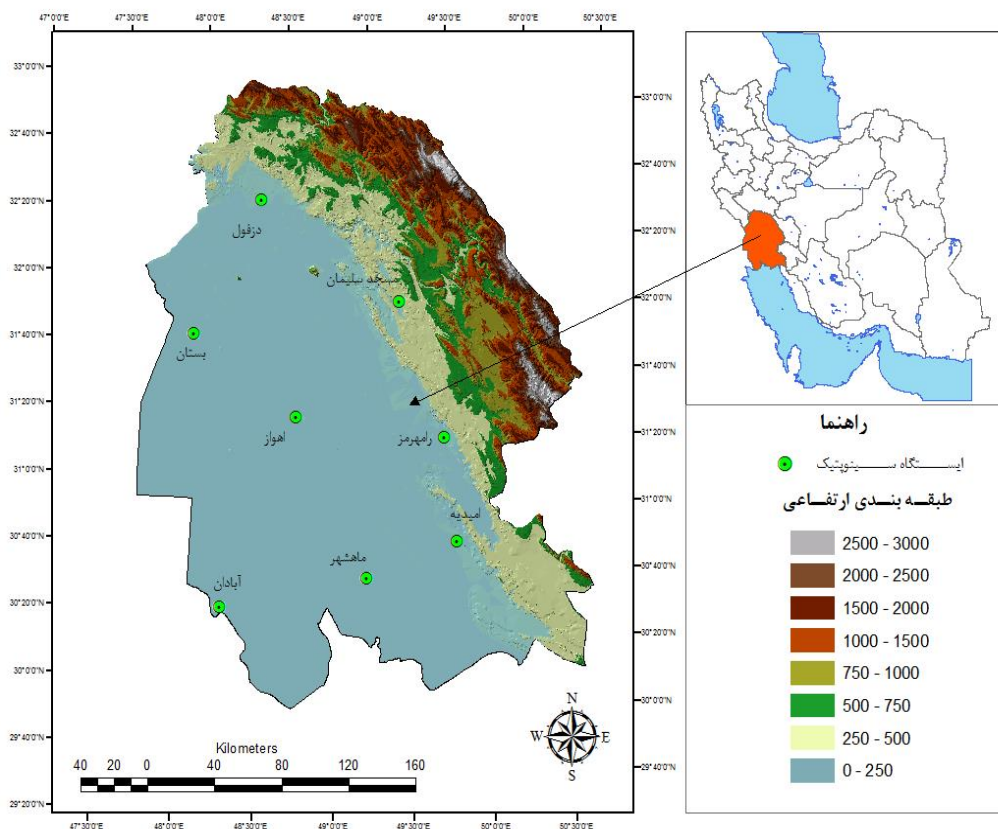 47°0'0"E 47°30'0"E 48°0'0"E 48°30'0"E 49°0'0"E 49°30'0"E 50°0'0"E 50°30'0"E
33°0'0"N
32°40'0"N
32°20'0"N
32°0'0"N
31°40'0"N
31°20'0"N
31°0'0"N
30°40'0"N
30°20'0"N
30°0'0"N
29°40'0"N
29°20'0"N
دزفول
مسجد سلیمان
بستان
اهواز
رامهرمز
امیدیه
ماهشهر
آبادان
N
W E
S
Kilometers
40 20 0 40 80 120 160
47°30'0"E 48°0'0"E 48°30'0"E 49°0'0"E 49°30'0"E 50°0'0"E 50°30'0"E
33°0'0"N
32°40'0"N
32°20'0"N
32°0'0"N
31°40'0"N
31°20'0"N
31°0'0"N
30°40'0"N
30°20'0"N
30°0'0"N
29°40'0"N
راهنما
ایستگاه سینوپتیک
طبقه بندی ارتفاعی
2500 - 3000
2000 - 2500
1500 - 2000
1000 - 1500
750 - 1000
500 - 750
250 - 500
0 - 250